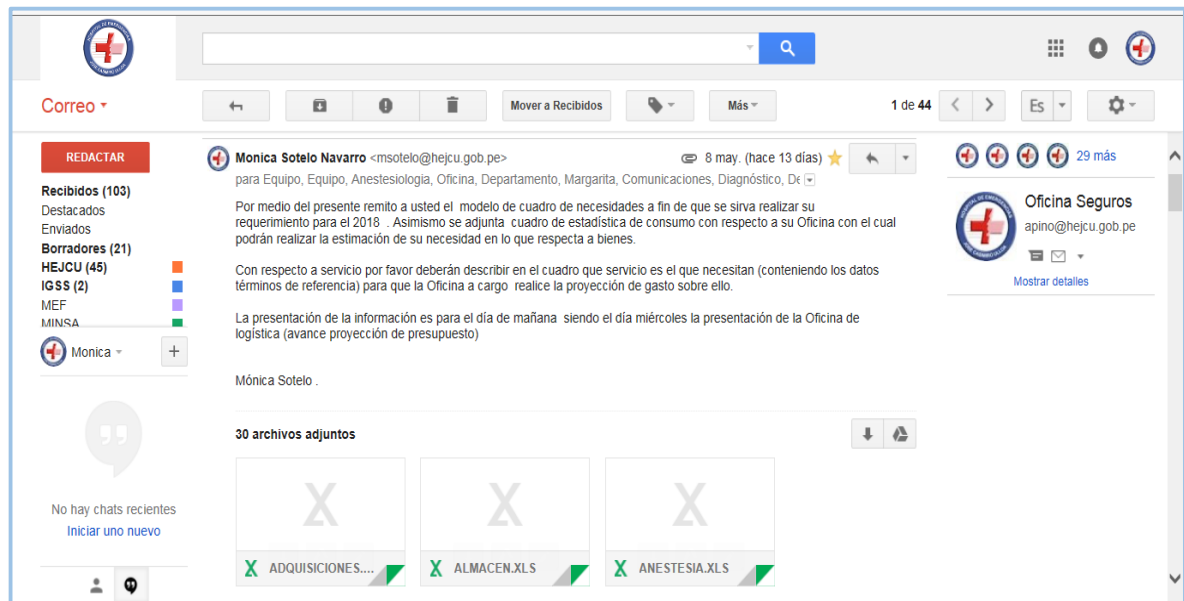 Correo
Mover a Recibidos
Más
1 de 44
Es
REDACTAR
Recibidos (103)
Destacados
Enviados
Borradores (21)
HEJCU (45)
IGSS (2)
MEF
MINSA
Monica
+
No hay chats recientes
Iniciar uno nuevo
Monica Sotelo Navarro <msotelo@hejcu.gob.pe>
8 may. (hace 13 días)
para Equipo, Equipo, Anestesiologia, Oficina, Departamento, Margarita, Comunicaciones, Diagnóstico, De
Por medio del presente remito a usted el modelo de cuadro de necesidades a fin de que se sirva realizar su
requerimiento para el 2018 . Asimismo se adjunta cuadro de estadística de consumo con respecto a su Oficina con el cual
podrán realizar la estimación de su necesidad en lo que respecta a bienes.
Con respecto a servicio por favor deberán describir en el cuadro que servicio es el que necesitan (conteniendo los datos
términos de referencia) para que la Oficina a cargo realice la proyección de gasto sobre ello.
La presentación de la información es para el día de mañana siendo el día miércoles la presentación de la Oficina de
logística (avance proyección de presupuesto)
Mónica Sotelo .
30 archivos adjuntos
X ADQUISICIONES....
X ALMACEN.XLS
X ANESTESIA.XLS
29 más
Oficina Seguros
apino@hejcu.gob.pe
Mostrar detalles